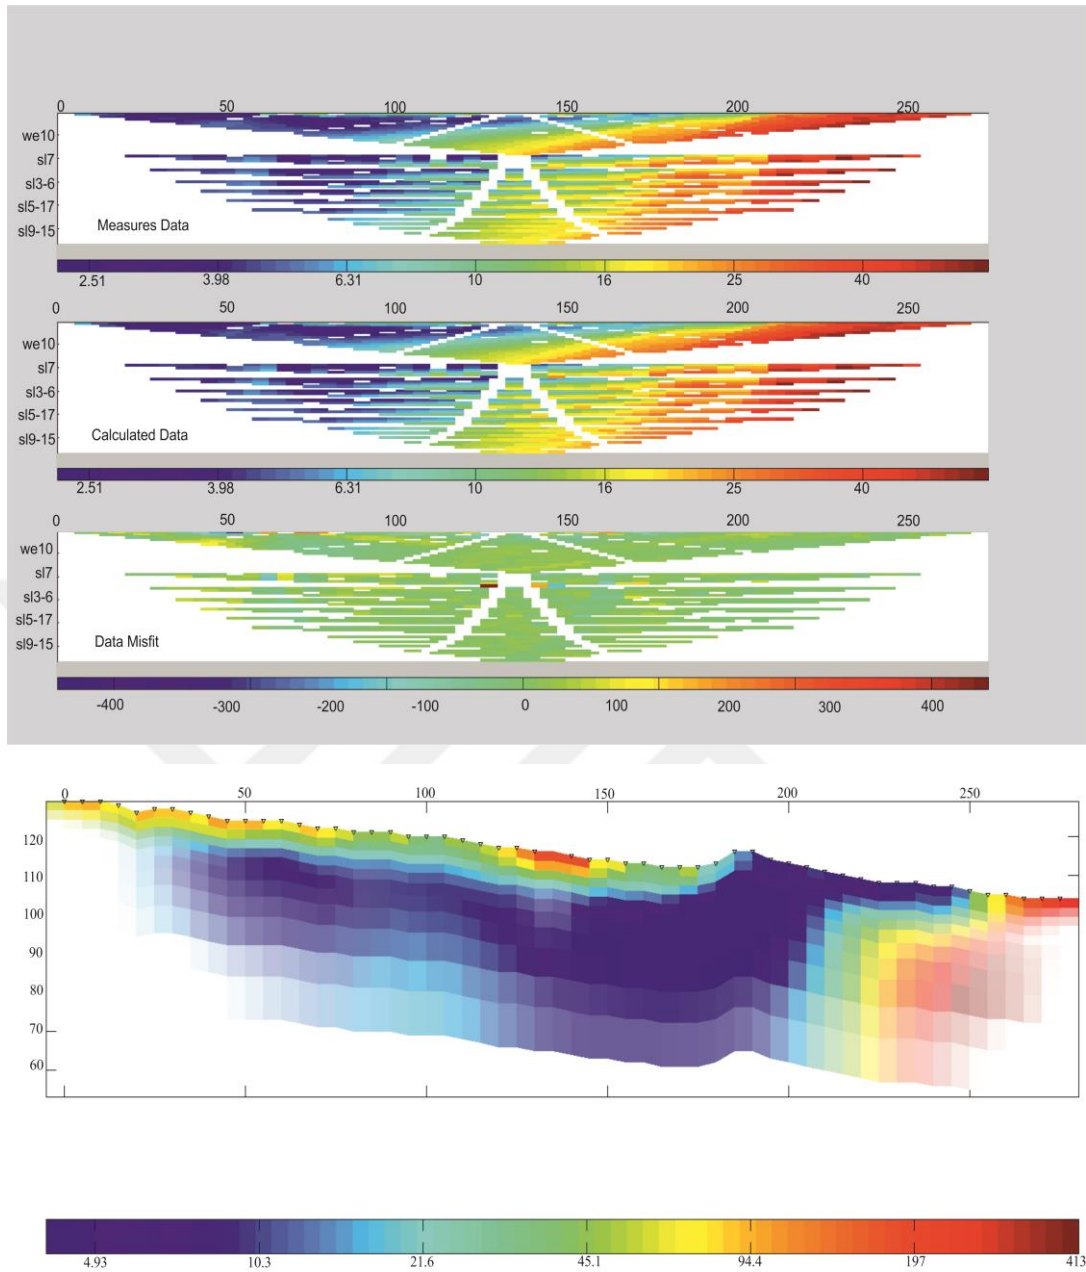 0 50 100 150 200 250
we10
sl7
sl3-6
sl5-17
sl9-15
Measures Data
2.51 3.98 6.31 10 16 25 40
0 50 100 150 200 250
we10
sl7
sl3-6
sl5-17
sl9-15
Calculated Data
2.51 3.98 6.31 10 16 25 40
0 50 100 150 200 250
we10
sl7
sl3-6
sl5-17
sl9-15
Data Misfit
-400 -300 -200 -100 0 100 200 300 400
0 50 100 150 200 250
120
110
100
90
80
70
60
4.93 10.3 21.6 45.1 94.4 197 413